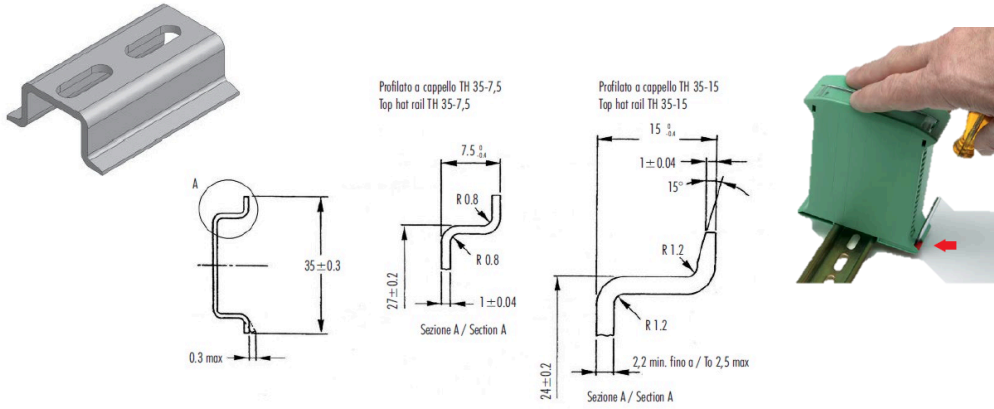 Profilato a cappello TH 35-7,5
Top hat rail TH 35-7,5
Profilato a cappello TH 35-15
Top hat rail TH 35-15
A
35±0.3
0.3 max
7.5 0 -0.4
R 0.8
R 0.8
27±0.2
1±0.04
Sezione A / Section A
15 0 -0.4
1±0.04
15°
R 1.2
R 1.2
24±0.2
2,2 min. fino a / To 2,5 max
Sezione A / Section A